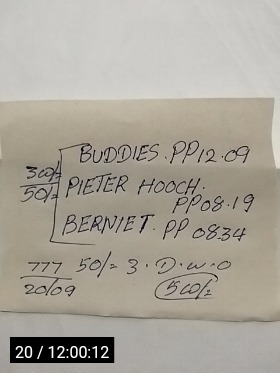 BUDDIES. PP12.09
300/=
50/=
PIETER HOOCH.
PP08.19
BERNIET. PP 0834
777
20/09
50/= 3. D.W.O
500/=
20 / 12:00:12